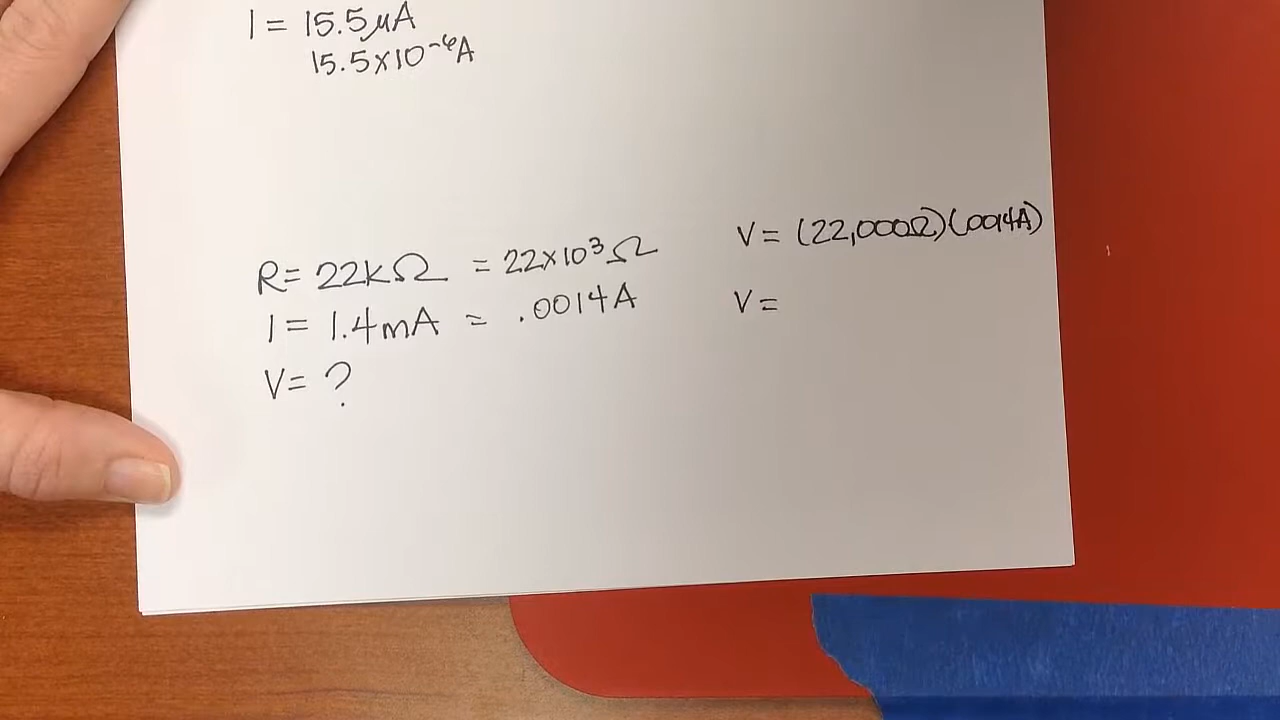 I = 15.5μA
15.5×10⁻⁶A
R= 22kΩ = 22×10³Ω
I = 1.4mA = .0014A
V= ?
V= (22,000Ω)(.0014A)
V=